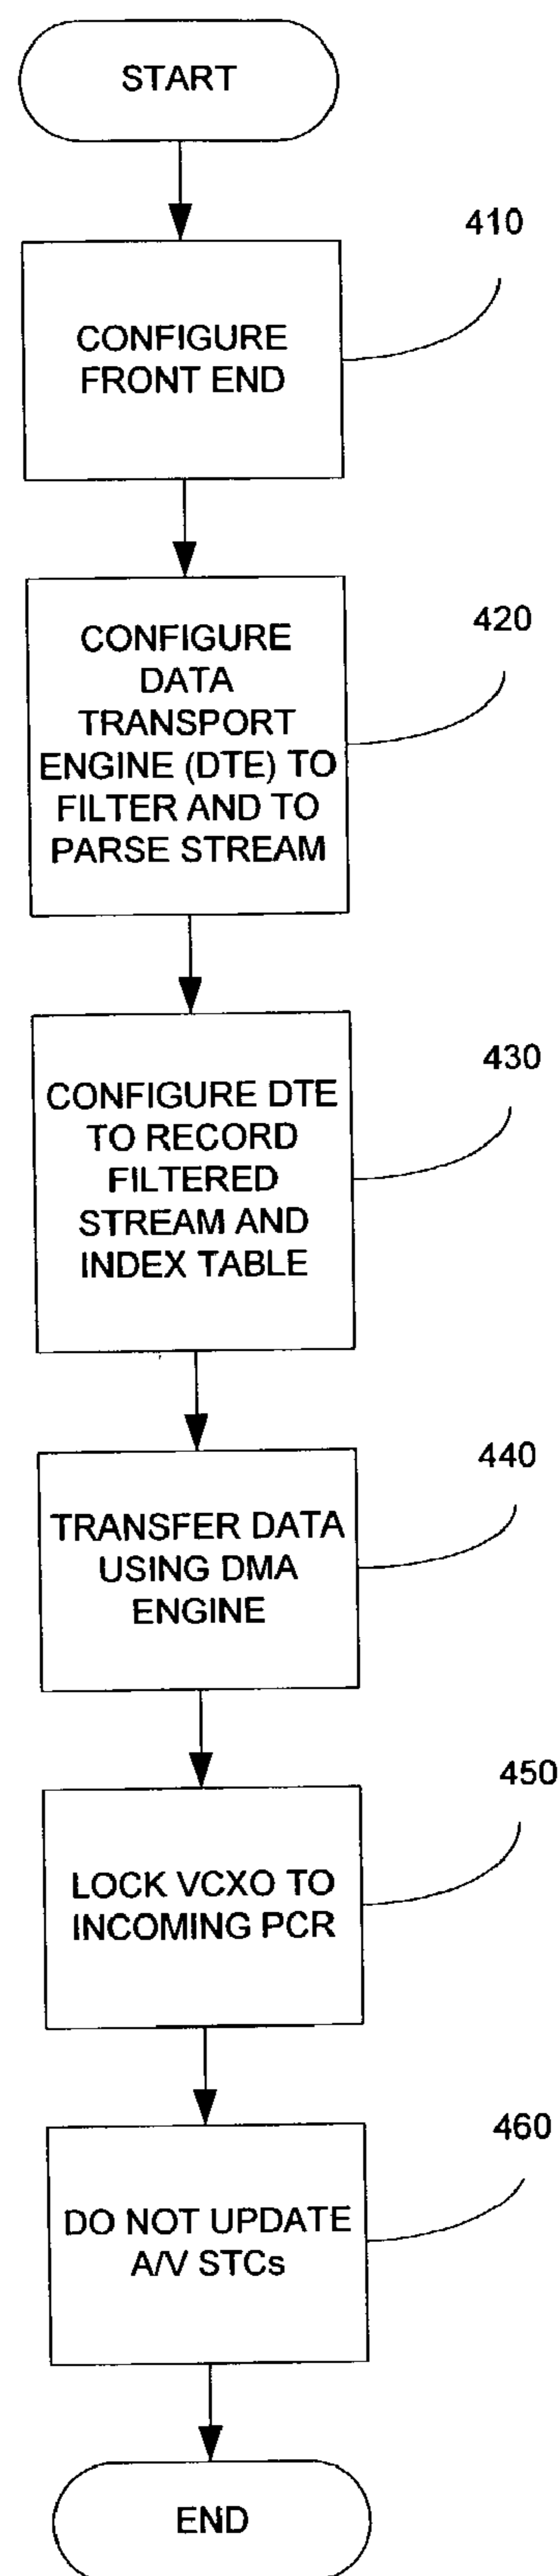 START
410
CONFIGURE
FRONT END
420
CONFIGURE
DATA
TRANSPORT
ENGINE (DTE) TO
FILTER AND TO
PARSE STREAM
430
CONFIGURE DTE
TO RECORD
FILTERED
STREAM AND
INDEX TABLE
440
TRANSFER DATA
USING DMA
ENGINE
450
LOCK VCXO TO
INCOMING PCR
460
DO NOT UPDATE
A/V STCs
END